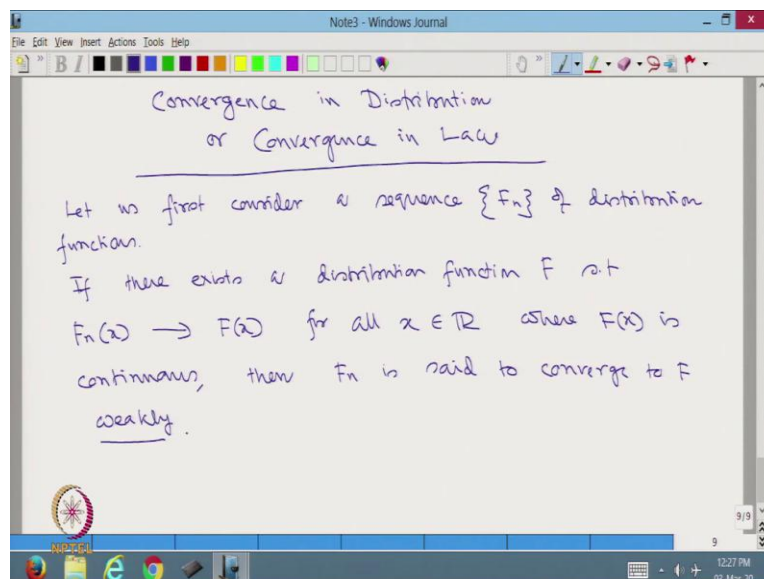 Note3 - Windows Journal
File Edit View Insert Actions Tools Help
B I
Convergence in Distribution
or Convergence in Law
Let us first consider a sequence {Fn} of distribution
functions.
If there exists a distribution function F s.t
Fn(x) → F(x) for all x ∈ ℝ where F(x) is
continuous, then Fn is said to converge to F
weakly.
9/9
9
NPTEL
12:27 PM